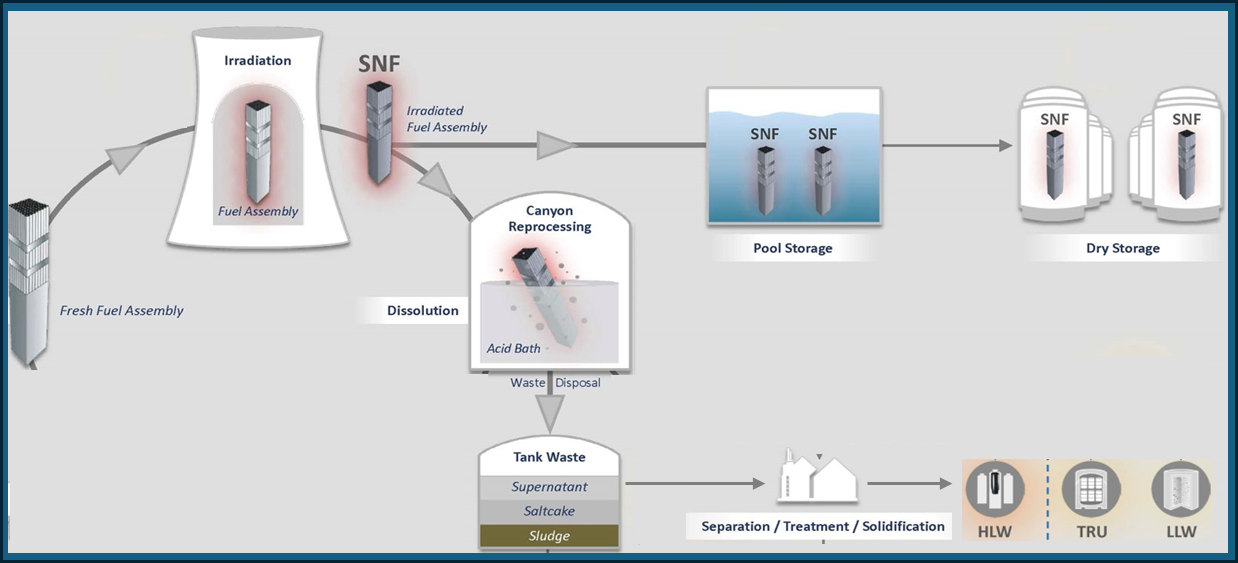 Irradiation
Fuel Assembly
SNF
Irradiated
Fuel Assembly
Fresh Fuel Assembly
SNF SNF
Pool Storage
SNF SNF
Dry Storage
Canyon
Reprocessing
Dissolution
Acid Bath
Waste Disposal
Tank Waste
Supernatant
Saltcake
Sludge
Separation / Treatment / Solidification
HLW TRU LLW